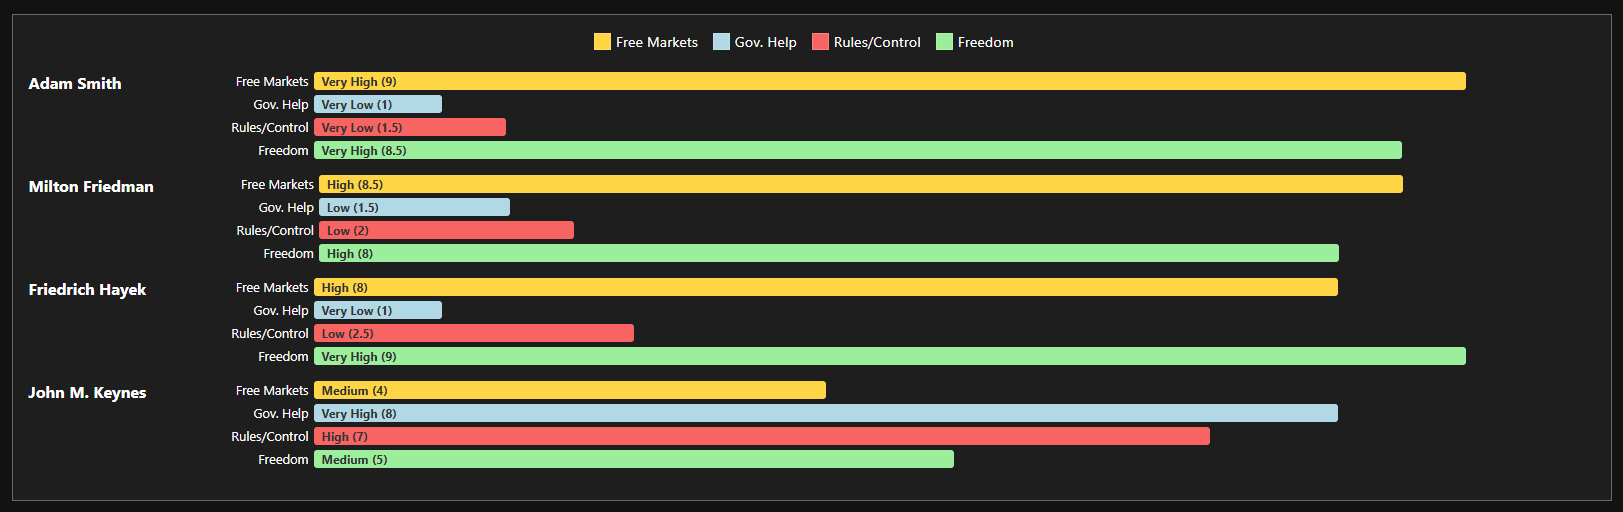 Free Markets Gov. Help Rules/Control Freedom
Adam Smith
Free Markets Very High (9)
Gov. Help Very Low (1)
Rules/Control Very Low (1.5)
Freedom Very High (8.5)
Milton Friedman
Free Markets High (8.5)
Gov. Help Low (1.5)
Rules/Control Low (2)
Freedom High (8)
Friedrich Hayek
Free Markets High (8)
Gov. Help Very Low (1)
Rules/Control Low (2.5)
Freedom Very High (9)
John M. Keynes
Free Markets Medium (4)
Gov. Help Very High (8)
Rules/Control High (7)
Freedom Medium (5)